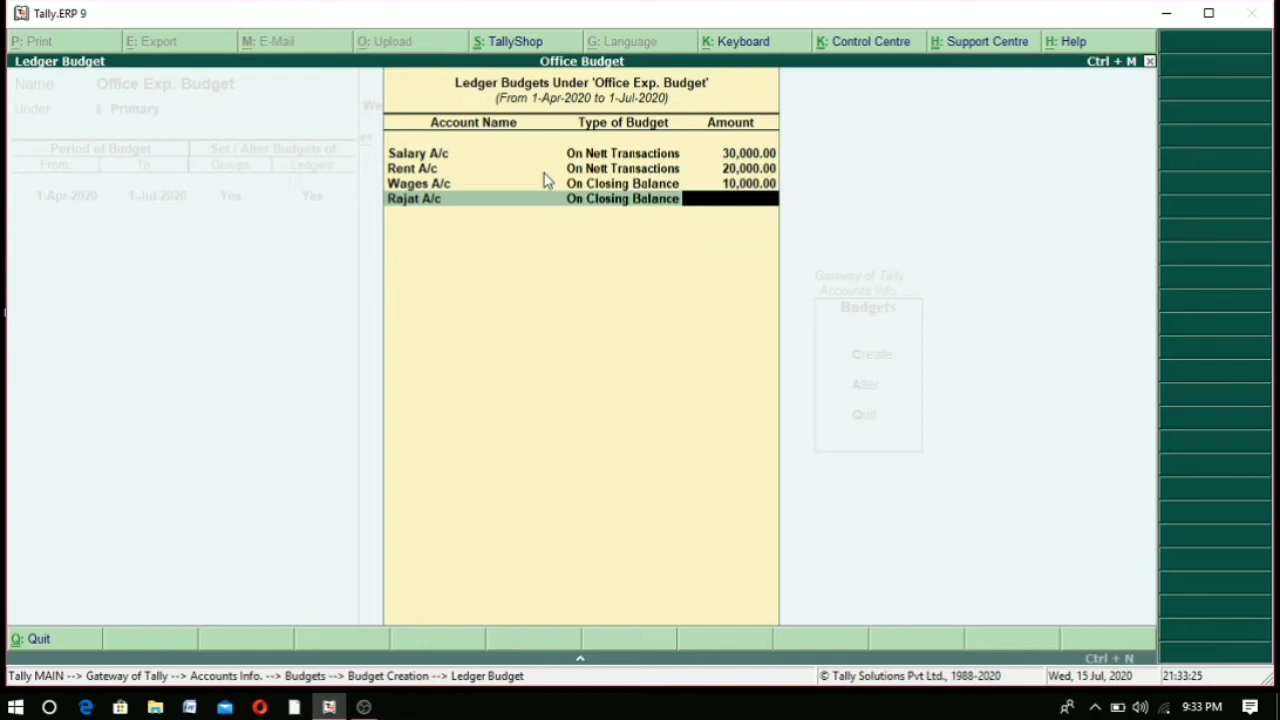 Tally.ERP 9
P: Print E: Export M: E-Mail O: Upload S: TallyShop G: Language K: Keyboard K: Control Centre H: Support Centre H: Help
Ledger Budget Office Budget Ctrl + M
Name Office Exp. Budget
Under Primary
Period of Budget Set / Alter Budgets of
From To Groups Ledgers
1-Apr-2020 1-Jul-2020 Yes Yes
Ledger Budgets Under 'Office Exp. Budget'
(From 1-Apr-2020 to 1-Jul-2020)
Account Name Type of Budget Amount
Salary A/c On Nett Transactions 30,000.00
Rent A/c On Nett Transactions 20,000.00
Wages A/c On Closing Balance 10,000.00
Rajat A/c On Closing Balance
Gateway of Tally ...
Accounts Info. ...
Budgets
Create
Alter
Quit
Q: Quit
Ctrl + N
Tally MAIN --> Gateway of Tally --> Accounts Info. --> Budgets --> Budget Creation --> Ledger Budget © Tally Solutions Pvt Ltd., 1988-2020 Wed, 15 Jul, 2020 21:33:25
9:33 PM